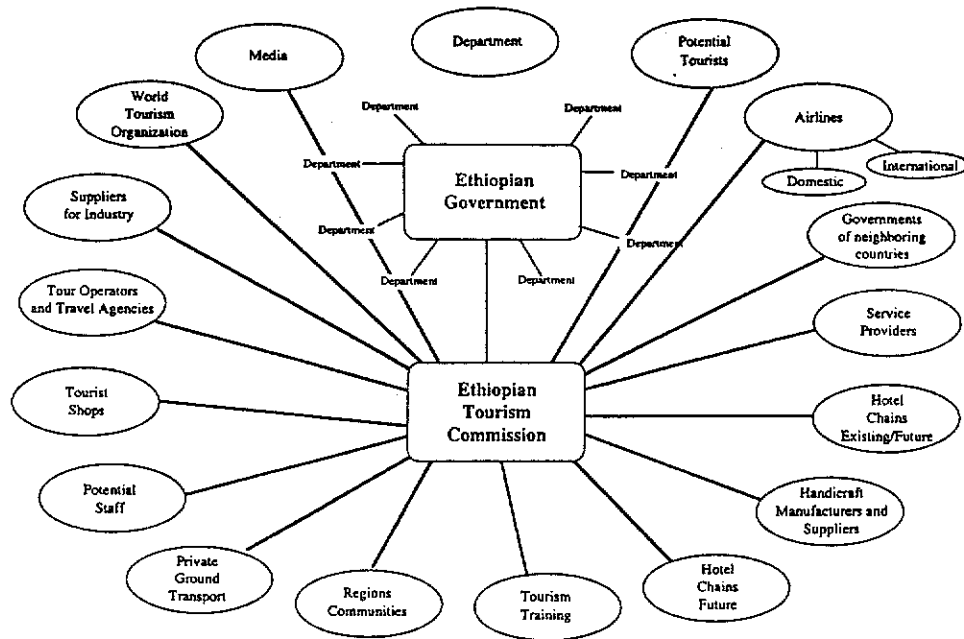 Department
Potential
Tourists
Media
World
Tourism
Organization
Department
Department
Airlines
Department
Department
Ethiopian
Government
International
Domestic
Suppliers
for Industry
Department
Department
Governments
of neighboring
countries
Department
Department
Tour Operators
and Travel Agencies
Service
Providers
Ethiopian
Tourism
Commission
Tourist
Shops
Hotel
Chains
Existing/Future
Potential
Staff
Handicraft
Manufacturers and
Suppliers
Private
Ground
Transport
Regions
Communities
Tourism
Training
Hotel
Chains
Future